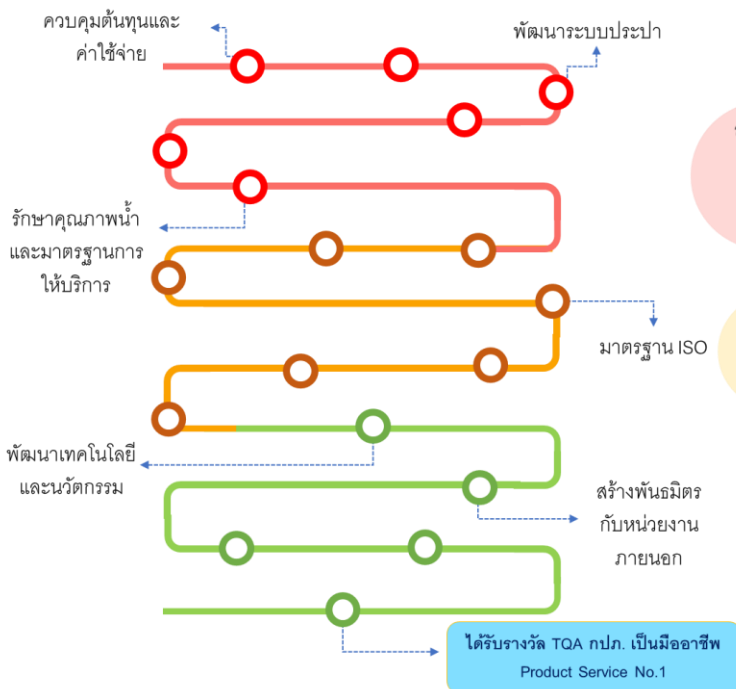 ควบคุมต้นทุนและ
ค่าใช้จ่าย
พัฒนาระบบประปา
รักษาคุณภาพน้ำ
และมาตรฐานการ
ให้บริการ
มาตรฐาน ISO
พัฒนาเทคโนโลยี
และนวัตกรรม
สร้างพันธมิตร
กับหน่วยงาน
ภายนอก
ได้รับรางวัล TQA กปภ. เป็นมืออาชีพ
Product Service No.1